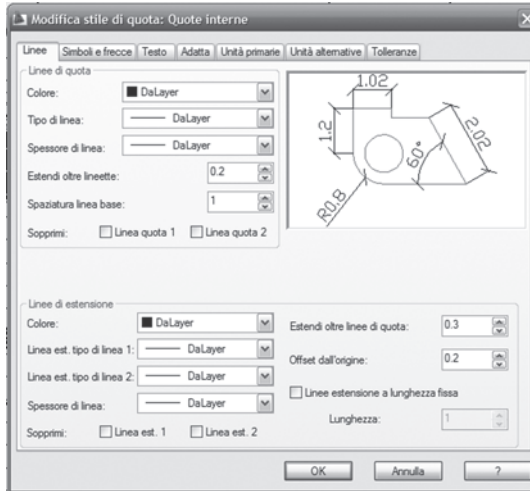 Modifica stile di quota: Quote interne
Linee
Simboli e frecce
Testo
Adatta
Unità primarie
Unità alternative
Tolleranze
Linee di quota
Colore:
DaLayer
Tipo di linea:
DaLayer
Spessore di linea:
DaLayer
Estendi oltre lineette:
0.2
Spaziatura linea base:
1
Sopprimi:
Linea quota 1
Linea quota 2
1.02
1.2
2.02
60°
R0.8
Linee di estensione
Colore:
DaLayer
Linea est. tipo di linea 1:
DaLayer
Linea est. tipo di linea 2:
DaLayer
Spessore di linea:
DaLayer
Sopprimi:
Linea est. 1
Linea est. 2
Estendi oltre linee di quota:
0.3
Offset dall'origine:
0.2
Linee estensione a lunghezza fissa
Lunghezza:
1
OK
Annulla
?